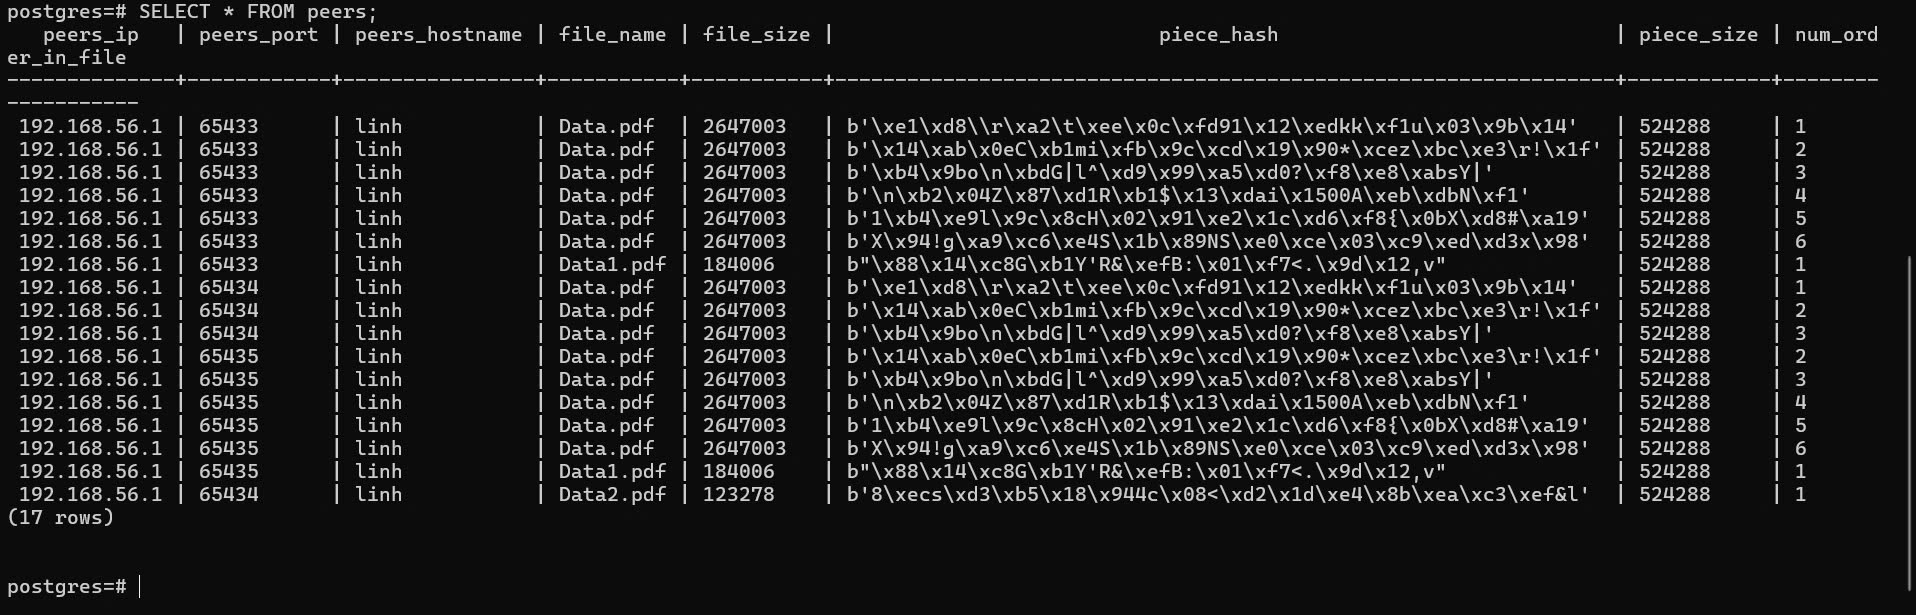 postgres=# SELECT * FROM peers;
   peers_ip   | peers_port | peers_hostname | file_name | file_size |                            piece_hash                             | piece_size | num_ord
er_in_file
--------------+------------+----------------+-----------+-----------+-----------------------------------------------------------------+------------+--------
-----------
 192.168.56.1 | 65433      | linh           | Data.pdf  | 2647003   | b'\xe1\xd8\\r\xa2\t\xee\x0c\xfd91\x12\xedkk\xf1u\x03\x9b\x14'   | 524288     | 1
 192.168.56.1 | 65433      | linh           | Data.pdf  | 2647003   | b'\x14\xab\x0eC\xb1mi\xfb\x9c\xcd\x19\x90*\xcez\xbc\xe3\r!\x1f' | 524288     | 2
 192.168.56.1 | 65433      | linh           | Data.pdf  | 2647003   | b'\xb4\x9bo\n\xbdG|l^\xd9\x99\xa5\xd0?\xf8\xe8\xabsY|'          | 524288     | 3
 192.168.56.1 | 65433      | linh           | Data.pdf  | 2647003   | b'\n\xb2\x04Z\x87\xd1R\xb1$\x13\xdai\x1500A\xeb\xdbN\xf1'       | 524288     | 4
 192.168.56.1 | 65433      | linh           | Data.pdf  | 2647003   | b'1\xb4\xe9l\x9c\x8cH\x02\x91\xe2\x1c\xd6\xf8{\x0bX\xd8#\xa19'  | 524288     | 5
 192.168.56.1 | 65433      | linh           | Data.pdf  | 2647003   | b'X\x94!g\xa9\xc6\xe4S\x1b\x89NS\xe0\xce\x03\xc9\xed\xd3x\x98'  | 524288     | 6
 192.168.56.1 | 65433      | linh           | Data1.pdf | 184006    | b"\x88\x14\xc8G\xb1Y'R&\xefB:\x01\xf7<.\x9d\x12,v"              | 524288     | 1
 192.168.56.1 | 65434      | linh           | Data.pdf  | 2647003   | b'\xe1\xd8\\r\xa2\t\xee\x0c\xfd91\x12\xedkk\xf1u\x03\x9b\x14'   | 524288     | 1
 192.168.56.1 | 65434      | linh           | Data.pdf  | 2647003   | b'\x14\xab\x0eC\xb1mi\xfb\x9c\xcd\x19\x90*\xcez\xbc\xe3\r!\x1f' | 524288     | 2
 192.168.56.1 | 65434      | linh           | Data.pdf  | 2647003   | b'\xb4\x9bo\n\xbdG|l^\xd9\x99\xa5\xd0?\xf8\xe8\xabsY|'          | 524288     | 3
 192.168.56.1 | 65435      | linh           | Data.pdf  | 2647003   | b'\x14\xab\x0eC\xb1mi\xfb\x9c\xcd\x19\x90*\xcez\xbc\xe3\r!\x1f' | 524288     | 2
 192.168.56.1 | 65435      | linh           | Data.pdf  | 2647003   | b'\xb4\x9bo\n\xbdG|l^\xd9\x99\xa5\xd0?\xf8\xe8\xabsY|'          | 524288     | 3
 192.168.56.1 | 65435      | linh           | Data.pdf  | 2647003   | b'\n\xb2\x04Z\x87\xd1R\xb1$\x13\xdai\x1500A\xeb\xdbN\xf1'       | 524288     | 4
 192.168.56.1 | 65435      | linh           | Data.pdf  | 2647003   | b'1\xb4\xe9l\x9c\x8cH\x02\x91\xe2\x1c\xd6\xf8{\x0bX\xd8#\xa19'  | 524288     | 5
 192.168.56.1 | 65435      | linh           | Data.pdf  | 2647003   | b'X\x94!g\xa9\xc6\xe4S\x1b\x89NS\xe0\xce\x03\xc9\xed\xd3x\x98'  | 524288     | 6
 192.168.56.1 | 65435      | linh           | Data1.pdf | 184006    | b"\x88\x14\xc8G\xb1Y'R&\xefB:\x01\xf7<.\x9d\x12,v"              | 524288     | 1
 192.168.56.1 | 65434      | linh           | Data2.pdf | 123278    | b'8\xecs\xd3\xb5\x18\x944c\x08<\xd2\x1d\xe4\x8b\xea\xc3\xef&l'  | 524288     | 1
(17 rows)
postgres=#